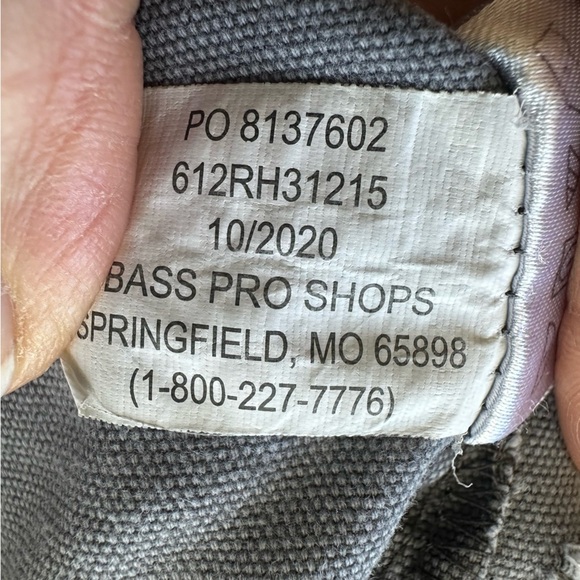 PO 8137602
612RH31215
10/2020
BASS PRO SHOPS
SPRINGFIELD, MO 65898
(1-800-227-7776)